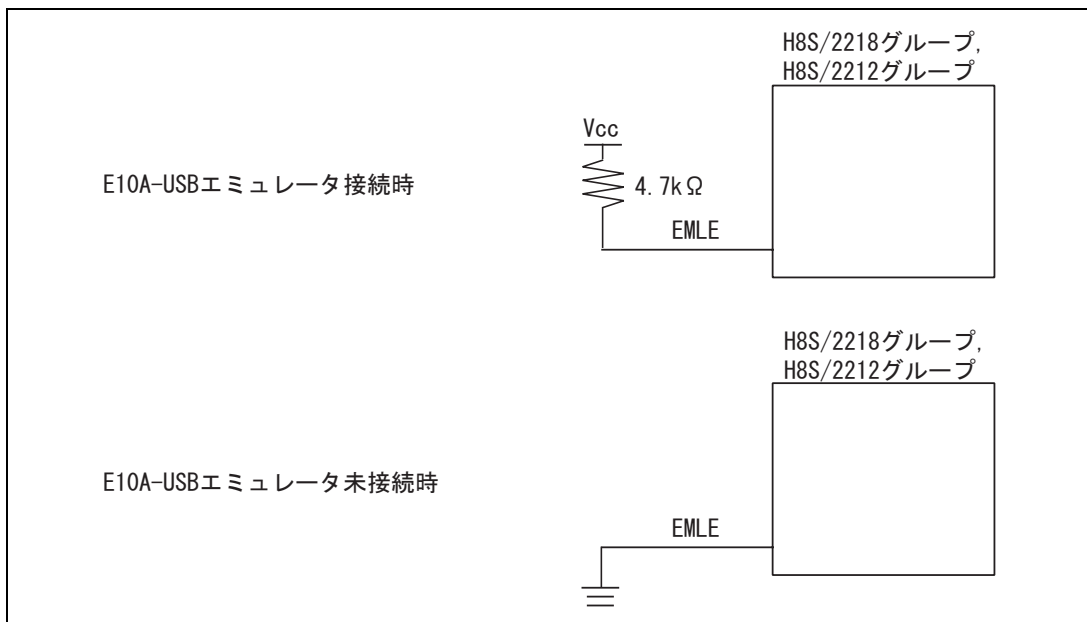 H8S/2218グループ,
H8S/2212グループ
Vcc
E10A-USBエミュレータ接続時
4.7kΩ
EMLE
H8S/2218グループ,
H8S/2212グループ
E10A-USBエミュレータ未接続時
EMLE